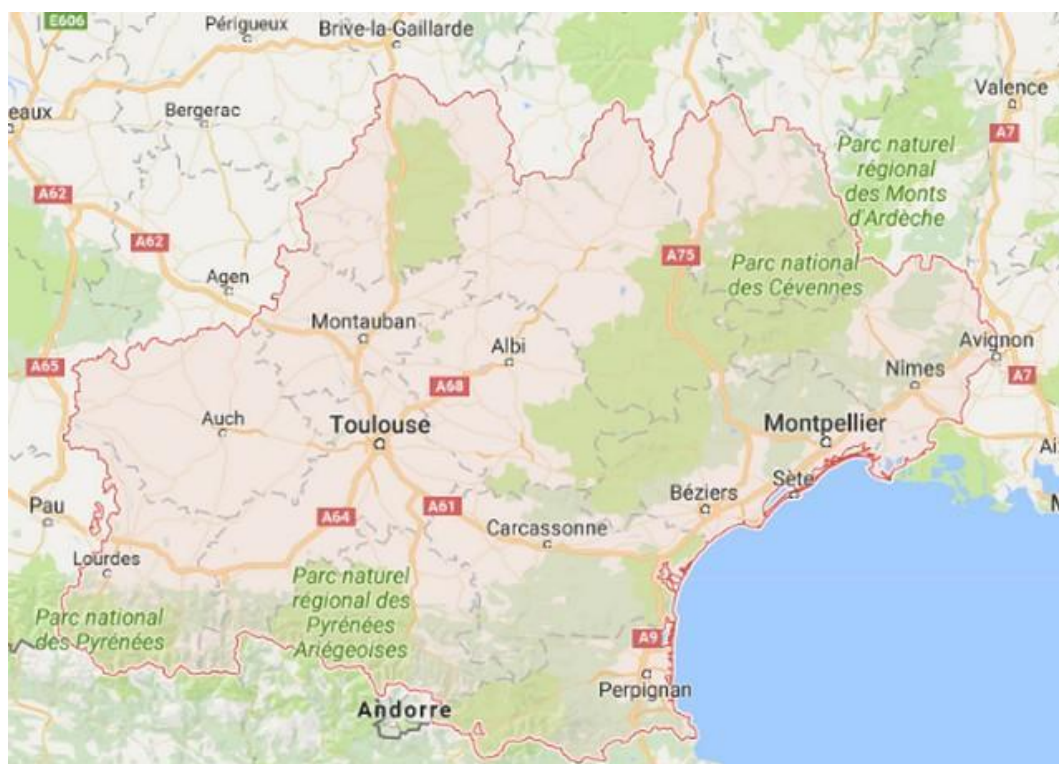 E606
Périgueux
Brive-la-Gaillarde
Valence
eaux
Bergerac
A7
Parc naturel
régional
des Monts
d'Ardèche
A62
A62
A75
Parc national
des Cévennes
Agen
Montauban
Albi
Avignon
A65
A68
Nîmes
A7
Auch
Toulouse
Montpellier
Ai
Sète
Béziers
Pau
A64
A61
Carcassonne
Lourdes
Parc naturel
régional des
Pyrénées
Ariégeoises
Parc national
des Pyrénées
A9
Perpignan
Andorre